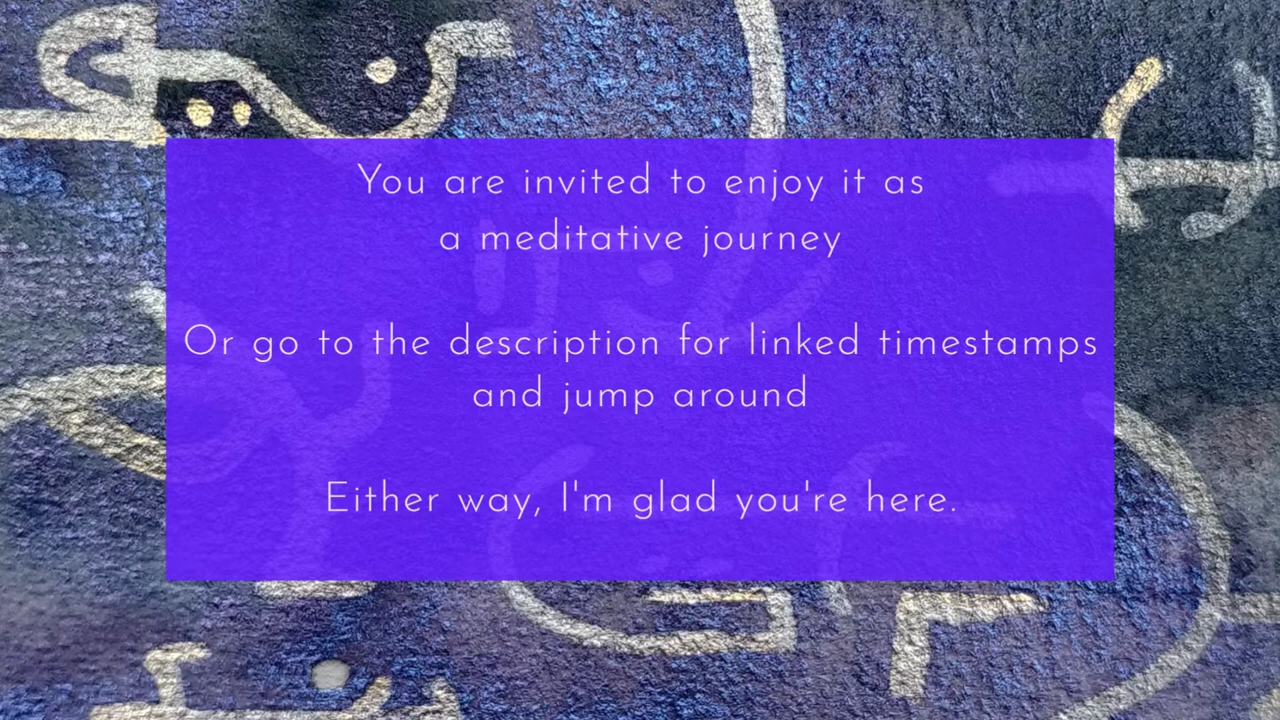 You are invited to enjoy it as
a meditative journey
Or go to the description for linked timestamps
and jump around
Either way, I'm glad you're here.